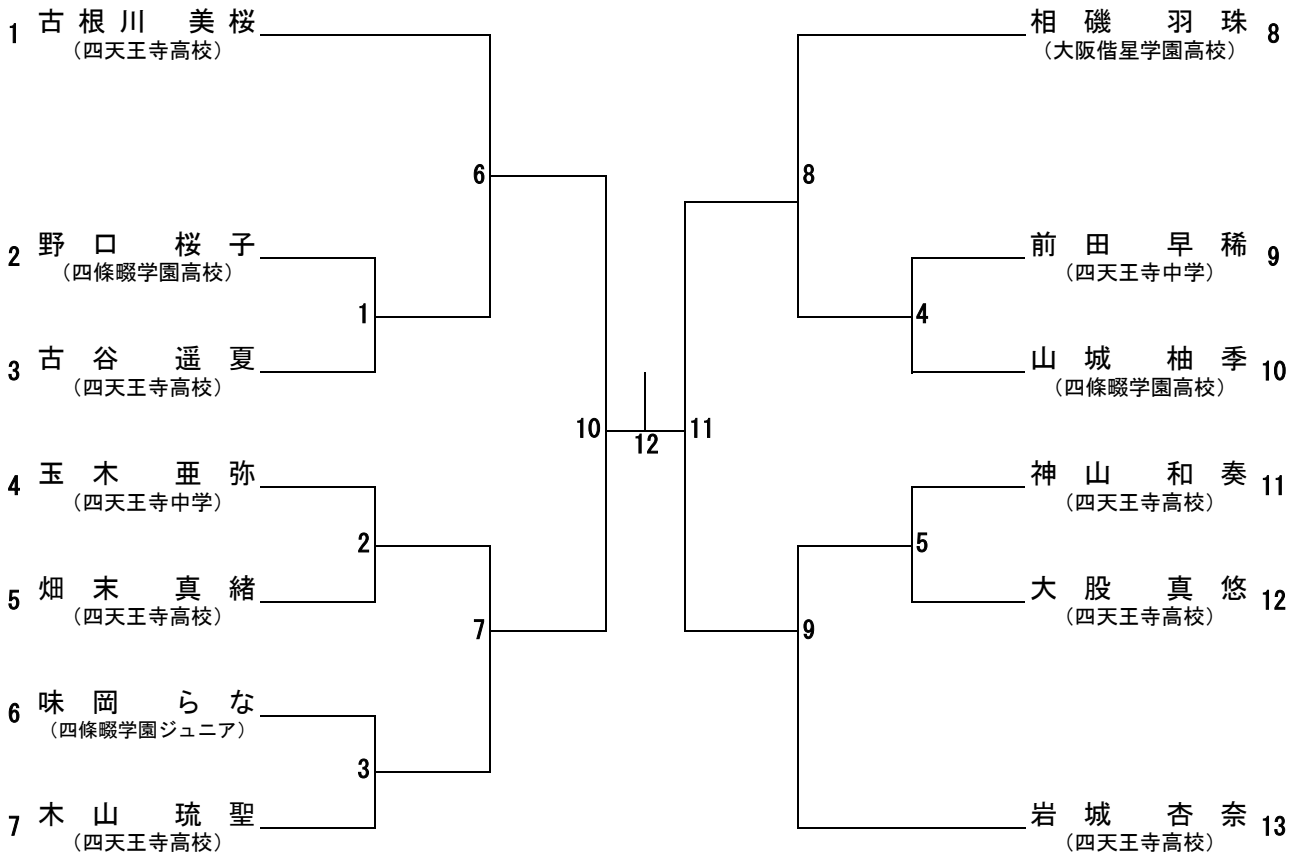 1 古根川 美桜
（四天王寺高校）
2 野口 桜子
（四條畷学園高校）
3 古谷 遥夏
（四天王寺高校）
4 玉木 亜弥
（四天王寺中学）
5 畑末 真緒
（四天王寺高校）
6 味岡 らな
（四條畷学園ジュニア）
7 木山 琉聖
（四天王寺高校）
6
1
2
7
3
10
12
11
8
4
5
9
相磯 羽珠 8
（大阪偕星学園高校）
前田 早稀 9
（四天王寺中学）
山城 柚季 10
（四條畷学園高校）
神山 和奏 11
（四天王寺高校）
大股 真悠 12
（四天王寺高校）
岩城 杏奈 13
（四天王寺高校）